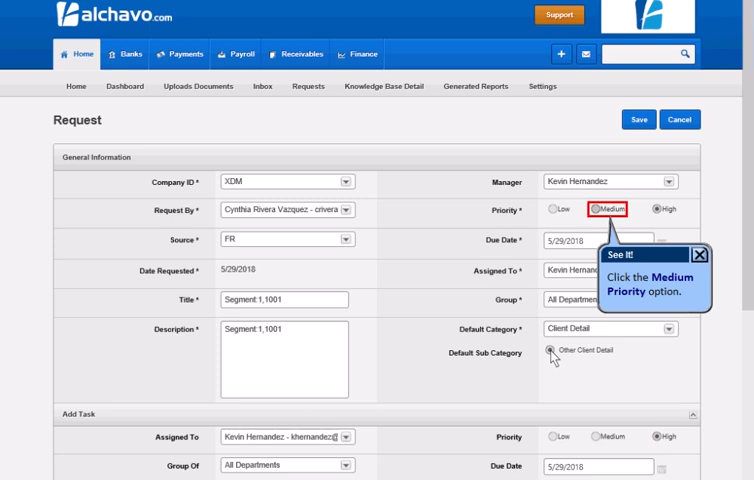 alchavo.com
Support
Home Banks Payments Payroll Receivables Finance
Home Dashboard Uploads Documents Inbox Requests Knowledge Base Detail Generated Reports Settings
Request
Save Cancel
General Information
Company ID * XDM Manager Kevin Hernandez
Request By * Cynthia Rivera Vazquez - crivera Priority * Low Medium High
Source * FR Due Date * 5/29/2018
See It!
Click the Medium
Priority option.
Date Requested * 5/29/2018 Assigned To * Kevin Hernan
Title * Segment:1,1001 Group * All Departmen
Description * Segment:1,1001 Default Category * Client Detail
Default Sub Category Other Client Detail
Add Task
Assigned To Kevin Hernandez - khernandez@ Priority Low Medium High
Group Of All Departments Due Date 5/29/2018